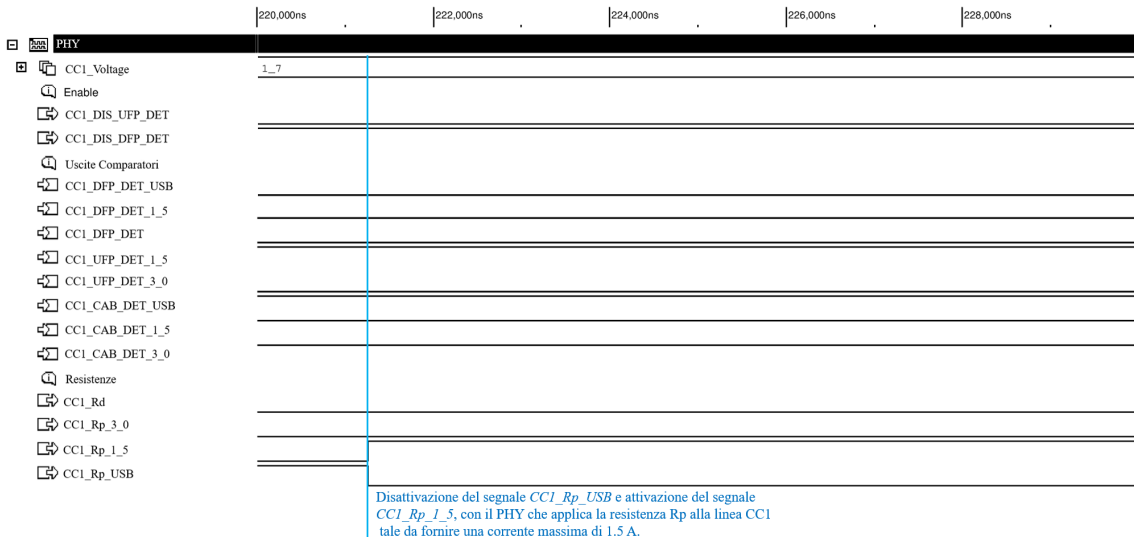 220,000ns 222,000ns 224,000ns 226,000ns 228,000ns
PHY
CC1_Voltage 1_7
Enable
CC1_DIS_UFP_DET
CC1_DIS_DFP_DET
Uscite Comparatori
CC1_DFP_DET_USB
CC1_DFP_DET_1_5
CC1_DFP_DET
CC1_UFP_DET_1_5
CC1_UFP_DET_3_0
CC1_CAB_DET_USB
CC1_CAB_DET_1_5
CC1_CAB_DET_3_0
Resistenze
CC1_Rd
CC1_Rp_3_0
CC1_Rp_1_5
CC1_Rp_USB
Disattivazione del segnale CC1_Rp_USB e attivazione del segnale
CC1_Rp_1_5, con il PHY che applica la resistenza Rp alla linea CC1
tale da fornire una corrente massima di 1.5 A.